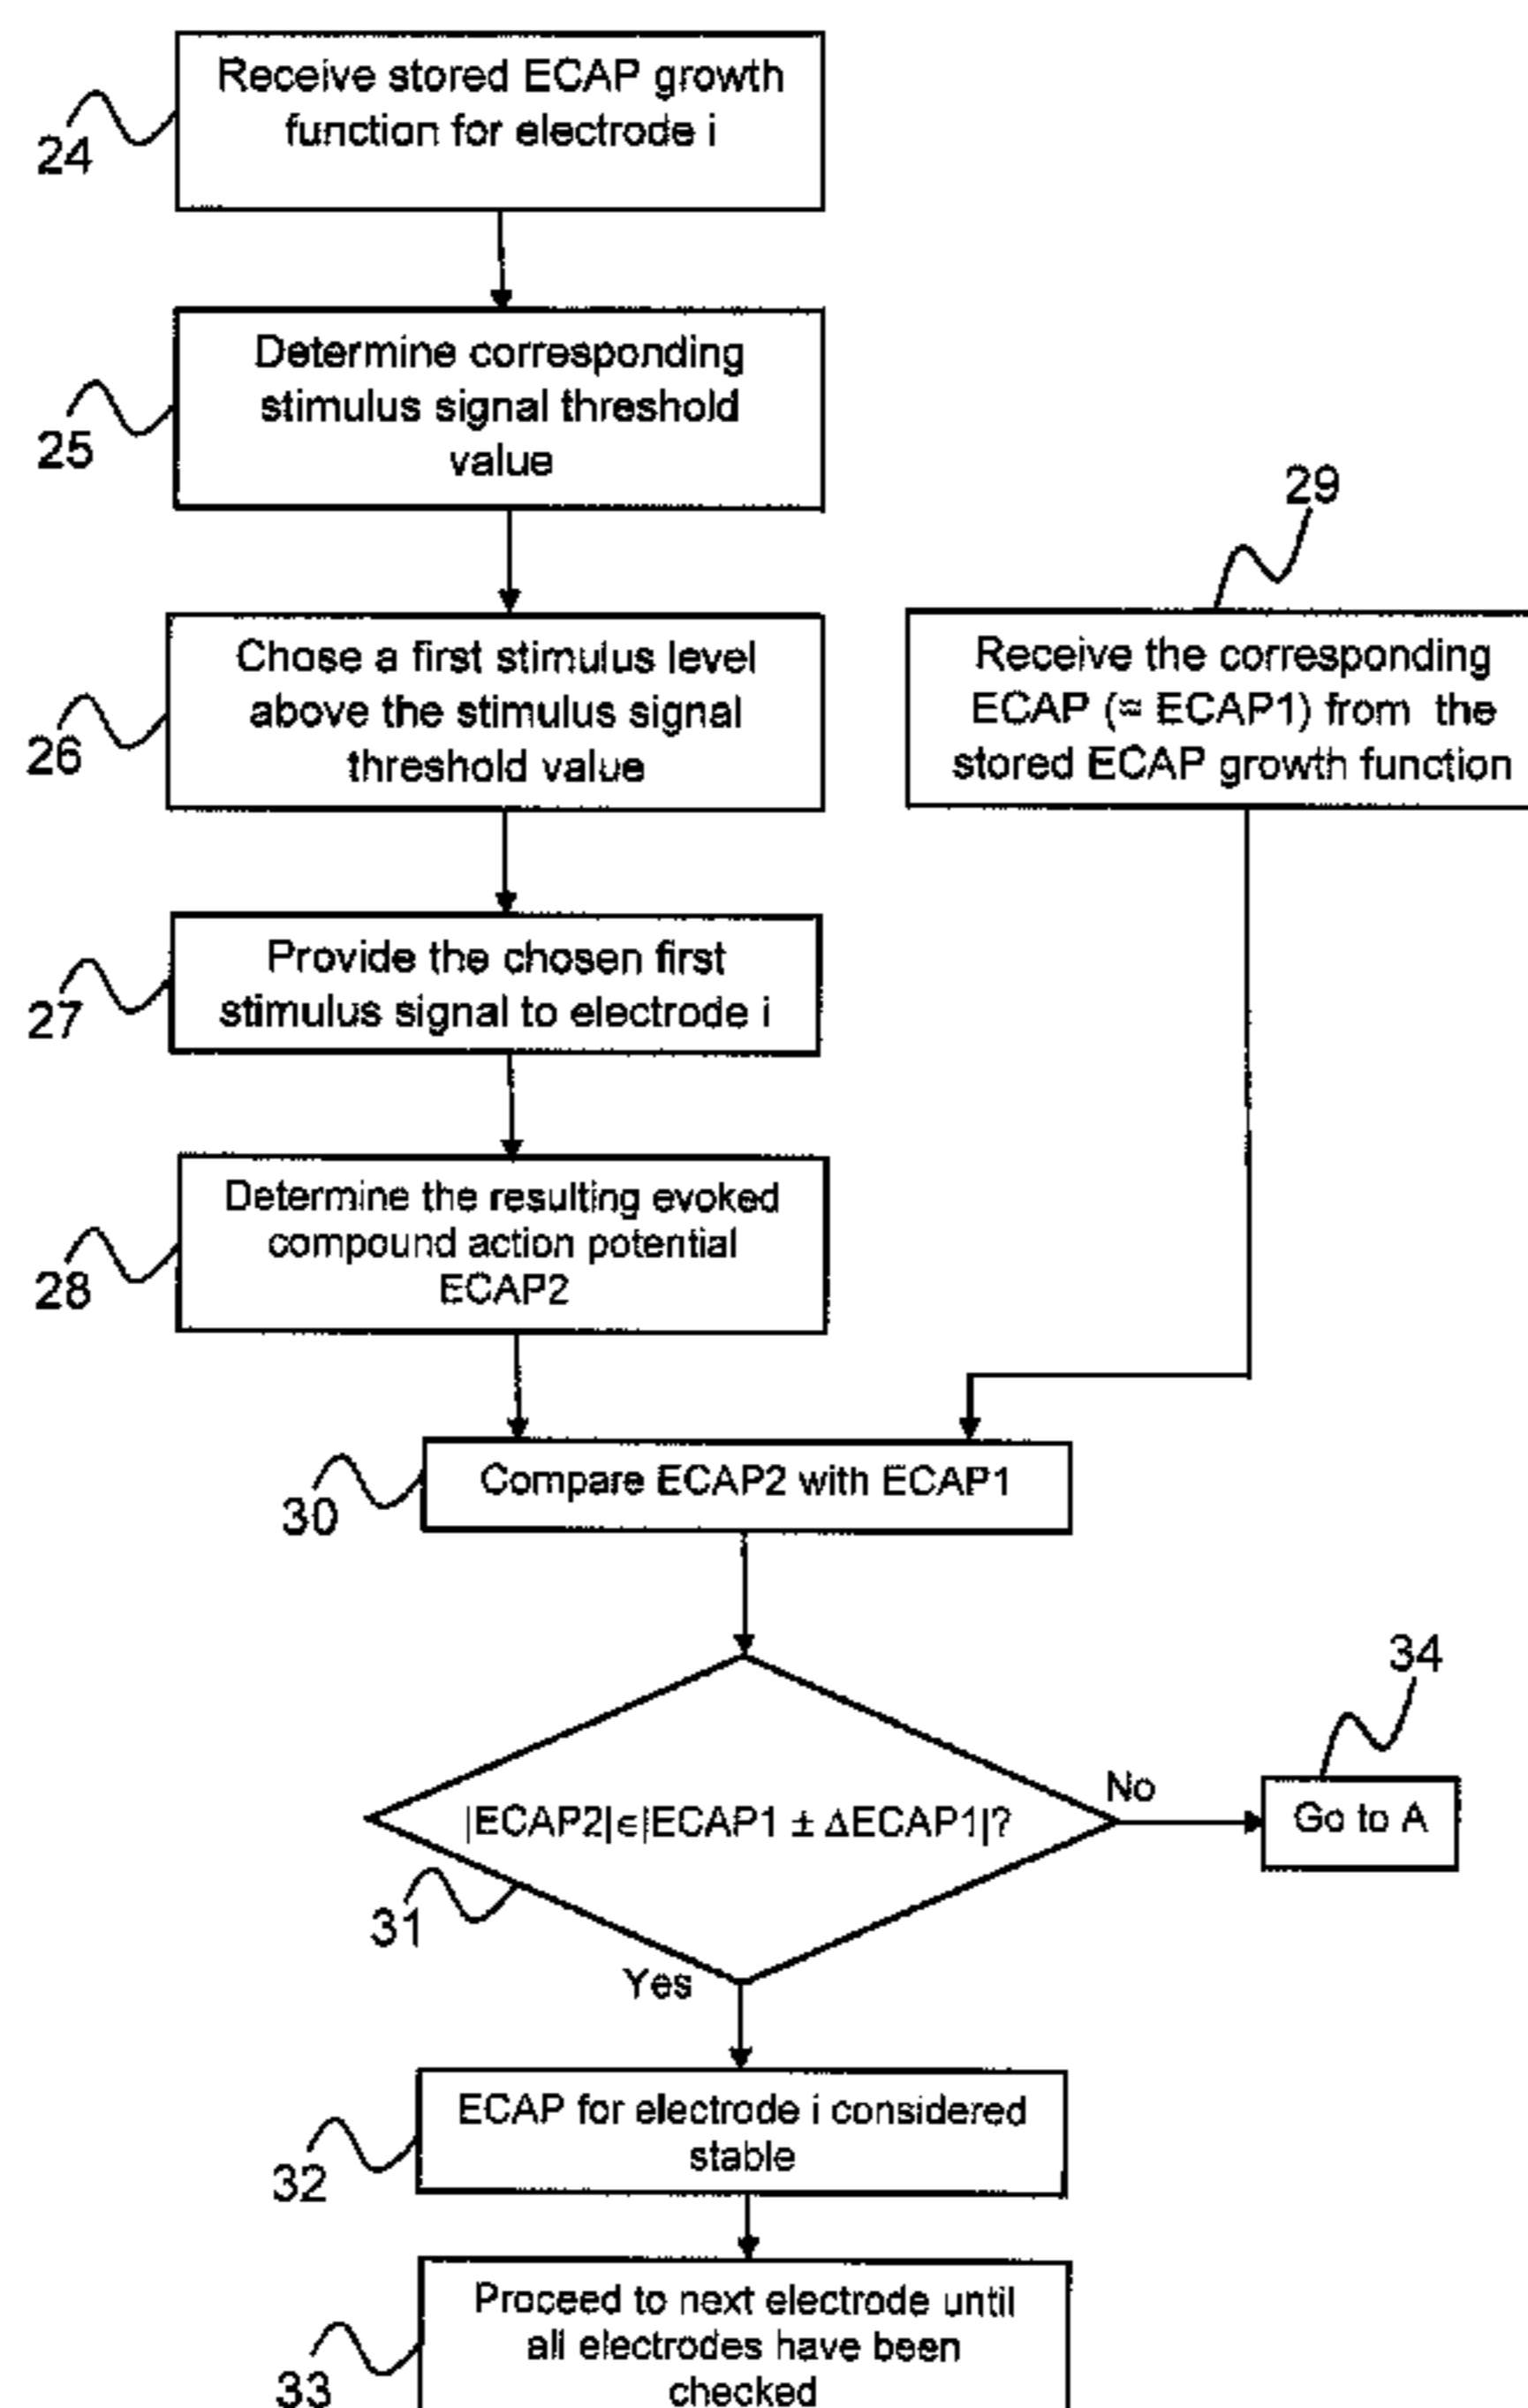 Receive stored ECAP growth
function for electrode i
24
Determine corresponding
stimulus signal threshold
value
25
29
Chose a first stimulus level
above the stimulus signal
threshold value
26
Receive the corresponding
ECAP (= ECAP1) from the
stored ECAP growth function
Provide the chosen first
stimulus signal to electrode i
27
Determine the resulting evoked
compound action potential
ECAP2
28
Compare ECAP2 with ECAP1
30
34
|ECAP2|∈|ECAP1 ± ΔECAP1|?
No
Go to A
31
Yes
ECAP for electrode i considered
stable
32
Proceed to next electrode until
all electrodes have been
checked
33